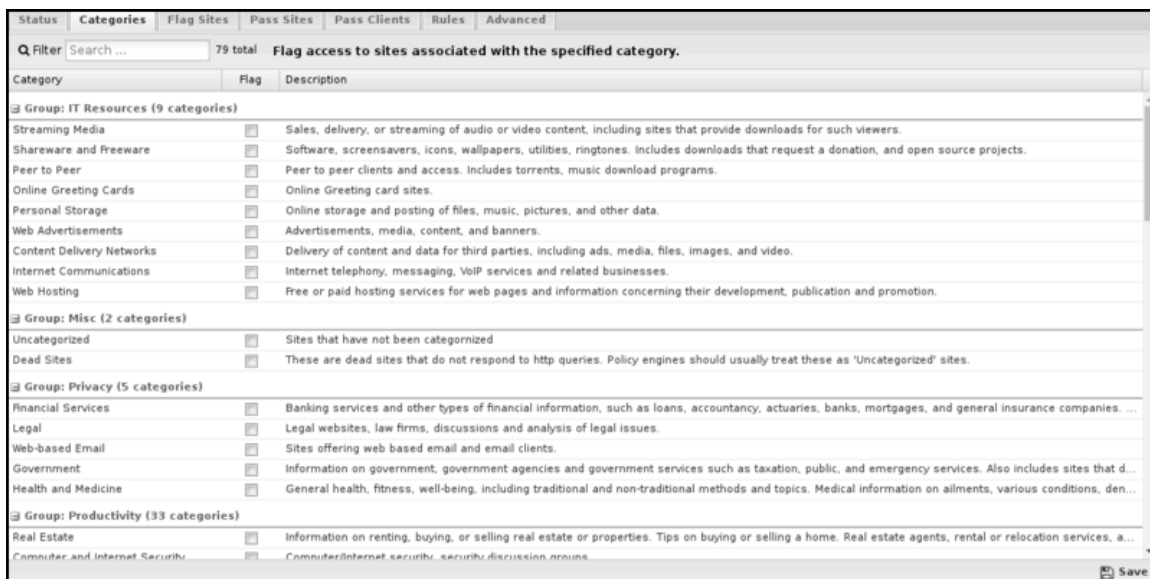 Status Categories Flag Sites Pass Sites Pass Clients Rules Advanced
Filter Search ... 79 total Flag access to sites associated with the specified category.
Category Flag Description
Group: IT Resources (9 categories)
Streaming Media Sales, delivery, or streaming of audio or video content, including sites that provide downloads for such viewers.
Shareware and Freeware Software, screensavers, icons, wallpapers, utilities, ringtones. Includes downloads that request a donation, and open source projects.
Peer to Peer Peer to peer clients and access. Includes torrents, music download programs.
Online Greeting Cards Online Greeting card sites.
Personal Storage Online storage and posting of files, music, pictures, and other data.
Web Advertisements Advertisements, media, content, and banners.
Content Delivery Networks Delivery of content and data for third parties, including ads, media, files, images, and video.
Internet Communications Internet telephony, messaging, VoIP services and related businesses.
Web Hosting Free or paid hosting services for web pages and information concerning their development, publication and promotion.
Group: Misc (2 categories)
Uncategorized Sites that have not been categornized
Dead Sites These are dead sites that do not respond to http queries. Policy engines should usually treat these as 'Uncategorized' sites.
Group: Privacy (5 categories)
Financial Services Banking services and other types of financial information, such as loans, accountancy, actuaries, banks, mortgages, and general insurance companies. ...
Legal Legal websites, law firms, discussions and analysis of legal issues.
Web-based Email Sites offering web based email and email clients.
Government Information on government, government agencies and government services such as taxation, public, and emergency services. Also includes sites that d...
Health and Medicine General health, fitness, well-being, including traditional and non-traditional methods and topics. Medical information on ailments, various conditions, den...
Group: Productivity (33 categories)
Real Estate Information on renting, buying, or selling real estate or properties. Tips on buying or selling a home. Real estate agents, rental or relocation services, a...
Computer and Internet Security Computer/Internet security, security discussion groups
Save